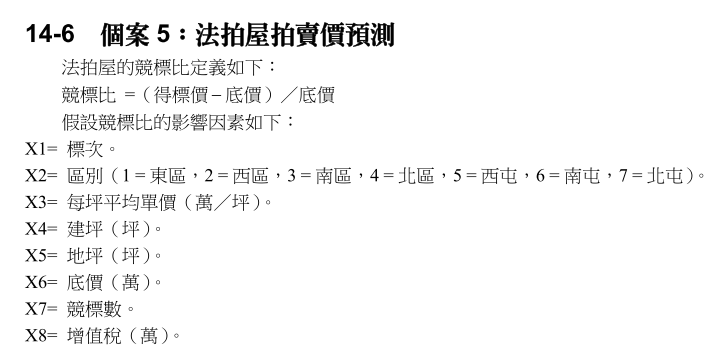 14-6 個案 5：法拍屋拍賣價預測
法拍屋的競標比定義如下：
競標比 =（得標價－底價）／底價
假設競標比的影響因素如下：
X1= 標次。
X2= 區別（1 = 東區，2 = 西區，3 = 南區，4 = 北區，5 = 西屯，6 = 南屯，7 = 北屯）。
X3= 每坪平均單價（萬／坪）。
X4= 建坪（坪）。
X5= 地坪（坪）。
X6= 底價（萬）。
X7= 競標數。
X8= 增值稅（萬）。